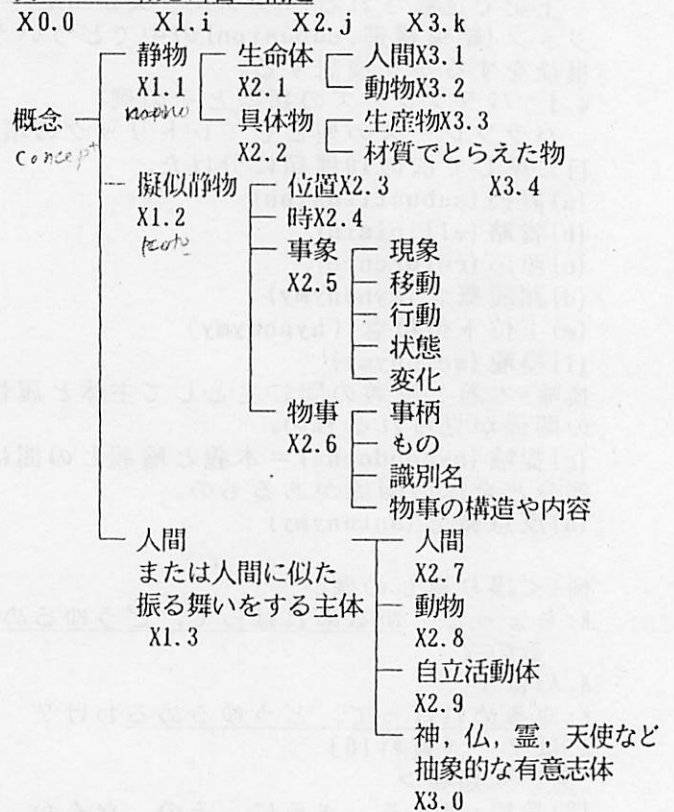 X0.0 X1.i X2.j X3.k
静物 生命体 人間X3.1
X1.1 X2.1 動物X3.2
概念 具体物 生産物X3.3
concept X2.2 材質でとらえた物
擬似静物 位置X2.3 X3.4
X1.2 時X2.4
koto 事象 現象
X2.5 移動
行動
状態
変化
物事 事柄
X2.6 もの
識別名
物事の構造や内容
人間 人間
または人間に似た X2.7
振る舞いをする主体 動物
X1.3 X2.8
自立活動体
X2.9
神,仏,霊,天使など
抽象的な有意志体
X3.0